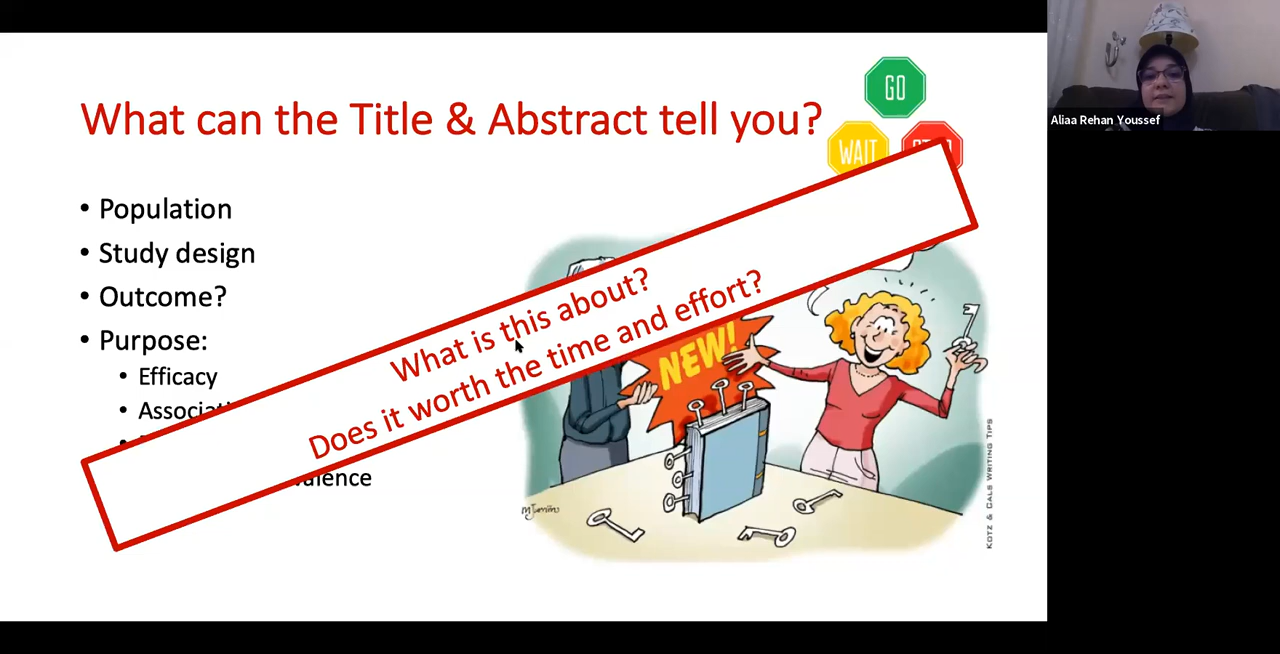 What can the Title & Abstract tell you?
GO
WAIT
• Population
• Study design
• Outcome?
• Purpose:
• Efficacy
What is this about?
Does it worth the time and effort?
NEW!
KOTZ & CALS WRITING TIPS
Aliaa Rehan Youssef